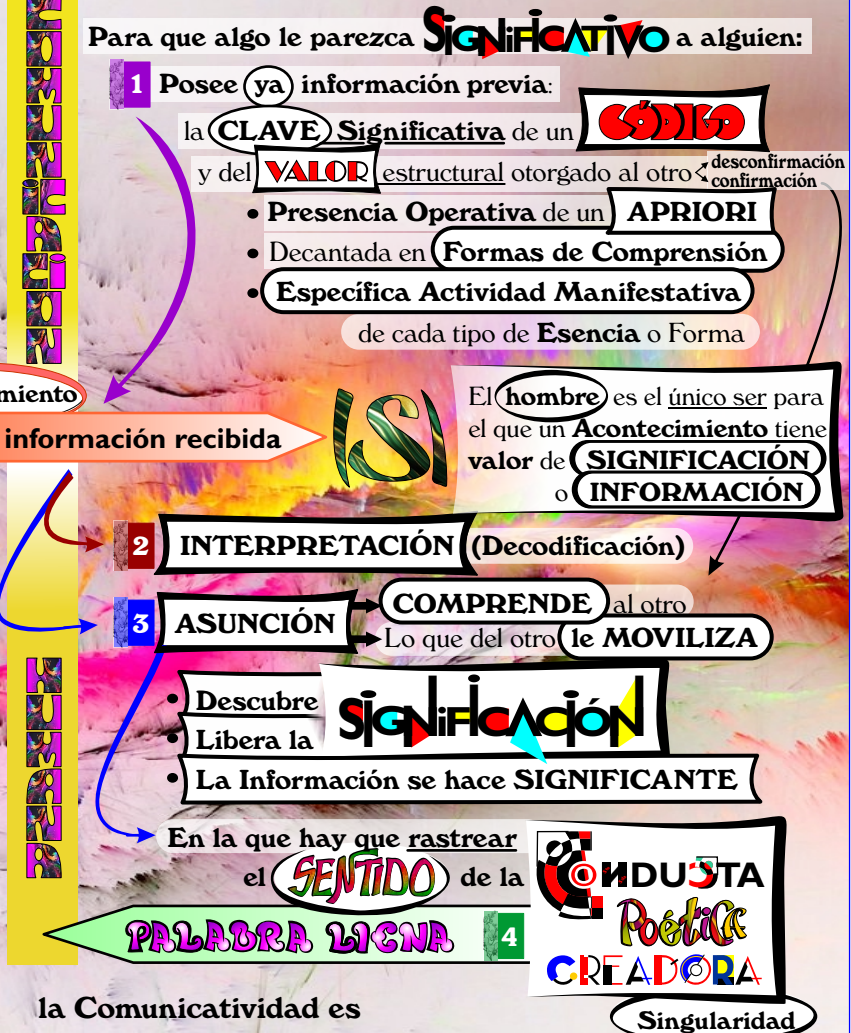 COMUNICACIÓN
HUMANA
Para que algo le parezca SIGNiFICATIVO a alguien:
1 Posee ya información previa:
la CLAVE Significativa de un CÓDIGO
y del VALOR estructural otorgado al otro desconfirmación
confirmación
• Presencia Operativa de un APRIORI
• Decantada en Formas de Comprensión
• Específica Actividad Manifestativa
de cada tipo de Esencia o Forma
miento
información recibida
(S)
El hombre es el único ser para
el que un Acontecimiento tiene
valor de SIGNIFICACIÓN
o INFORMACIÓN
2 INTERPRETACIÓN (Decodificación)
3 ASUNCIÓN
COMPRENDE al otro
Lo que del otro le MOVILIZA
• Descubre
• Libera la
SIGNiFICACIÓN
• La Información se hace SIGNIFICANTE
En la que hay que rastrear
el SENTIDO de la
CONDUCTA
Poética
CREADORA
PALABRA LLENA 4
la Comunicatividad es
Singularidad